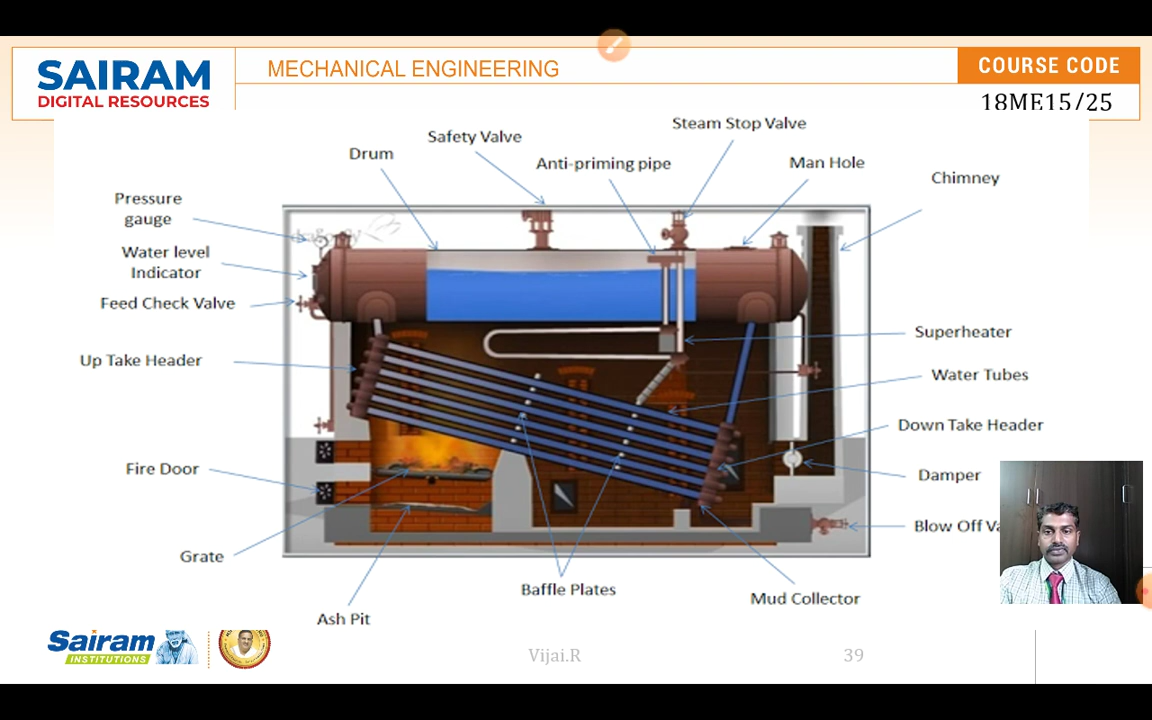 SAIRAM
DIGITAL RESOURCES
MECHANICAL ENGINEERING
COURSE CODE
18ME15/25
Steam Stop Valve
Safety Valve
Drum
Anti-priming pipe
Man Hole
Chimney
Pressure
gauge
Water level
Indicator
Feed Check Valve
Superheater
Up Take Header
Water Tubes
Down Take Header
Fire Door
Damper
Blow Off
Grate
Baffle Plates
Mud Collector
Ash Pit
Sairam
INSTITUTIONS
Vijai.R
39